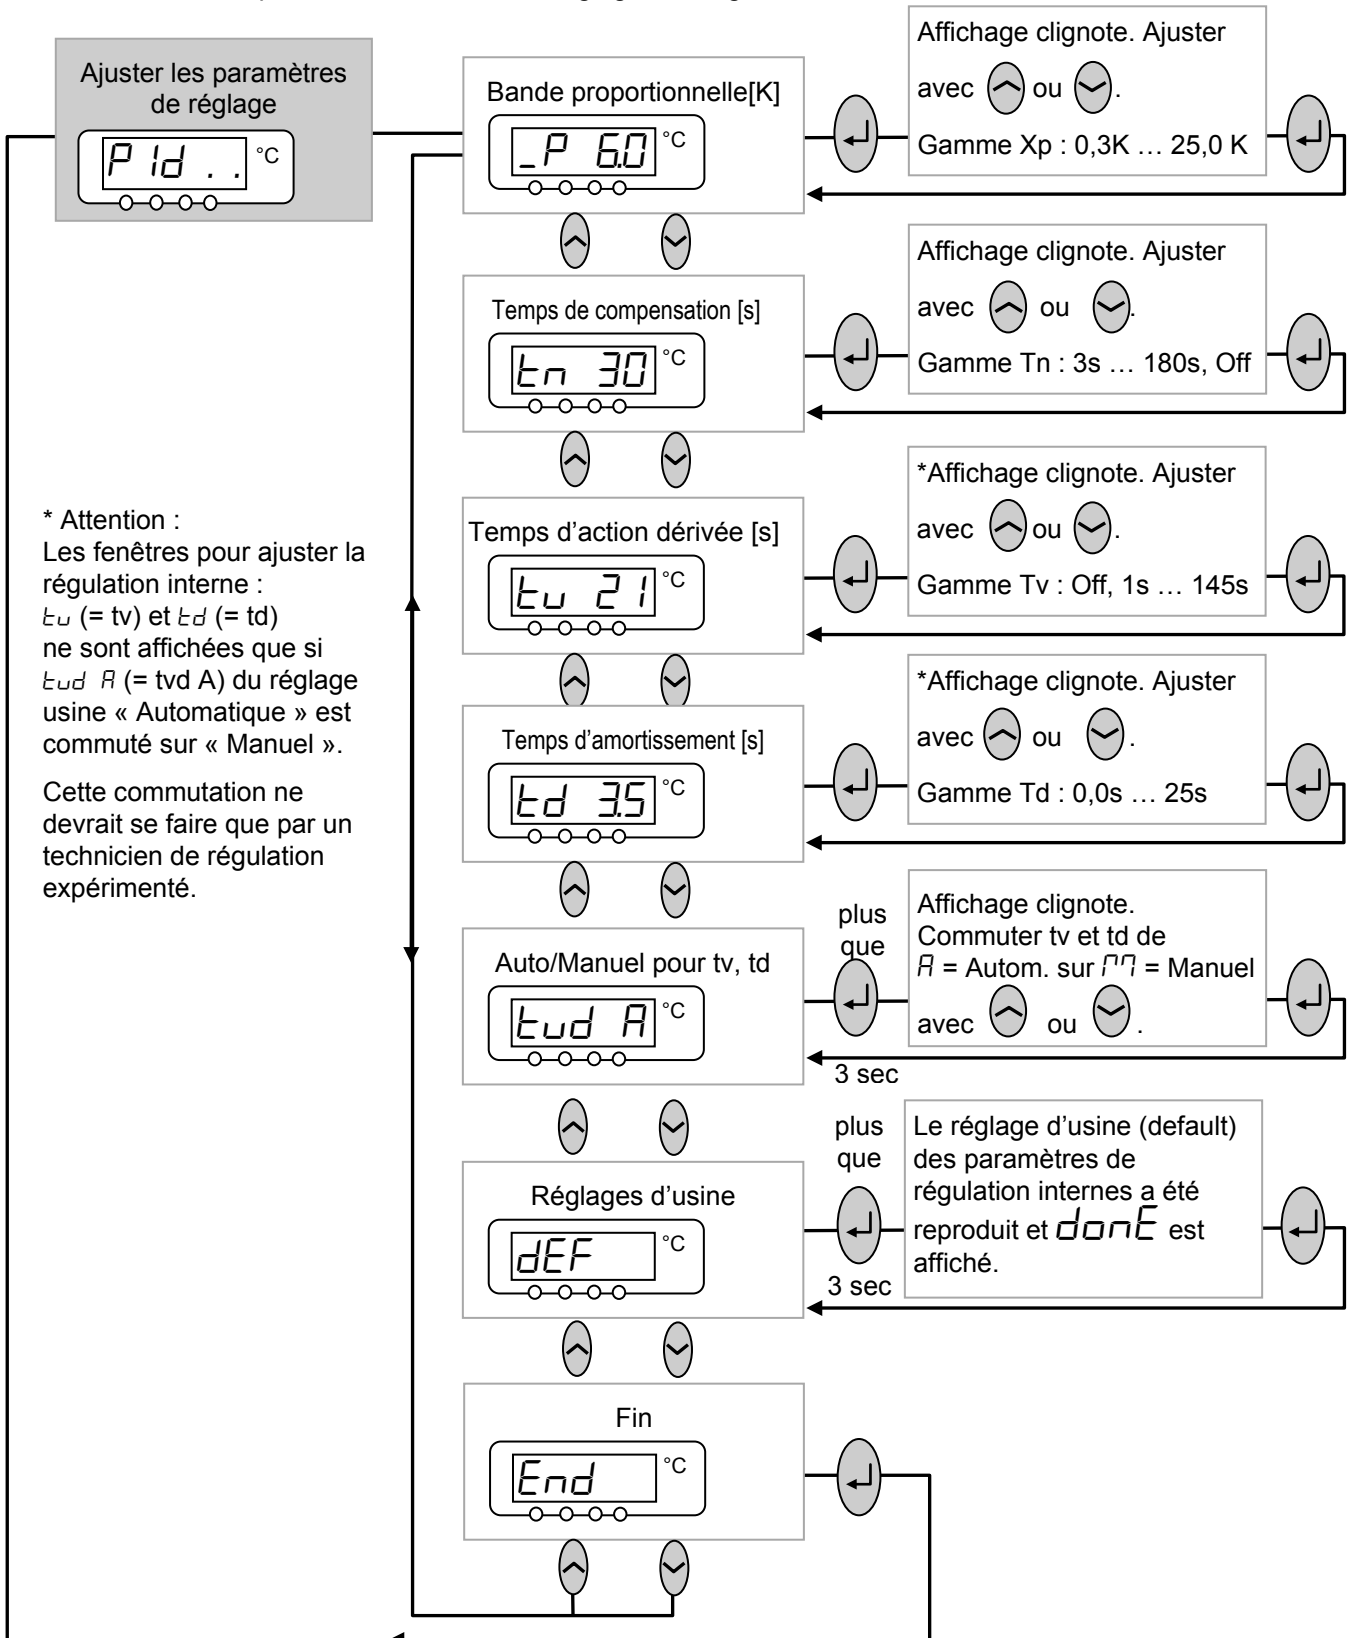 Ajuster les paramètres
de réglage
PId . .
°C
Bande proportionnelle[K]
_P 6.0
°C
Affichage clignote. Ajuster
avec ou .
Gamme Xp : 0,3K … 25,0 K
Temps de compensation [s]
tn 30
°C
Affichage clignote. Ajuster
avec ou .
Gamme Tn : 3s … 180s, Off
* Attention :
Les fenêtres pour ajuster la
régulation interne :
tv (= tv) et td (= td)
ne sont affichées que si
tvd A (= tvd A) du réglage
usine « Automatique » est
commuté sur « Manuel ».
Cette commutation ne
devrait se faire que par un
technicien de régulation
expérimenté.
Temps d’action dérivée [s]
tv 21
°C
*Affichage clignote. Ajuster
avec ou .
Gamme Tv : Off, 1s … 145s
Temps d’amortissement [s]
td 3.5
°C
*Affichage clignote. Ajuster
avec ou .
Gamme Td : 0,0s … 25s
Auto/Manuel pour tv, td
tvd A
°C
plus
que
3 sec
Affichage clignote.
Commuter tv et td de
A = Autom. sur M = Manuel
avec ou .
Réglages d’usine
dEF
°C
plus
que
3 sec
Le réglage d’usine (default)
des paramètres de
régulation internes a été
reproduit et donE est
affiché.
Fin
End
°C